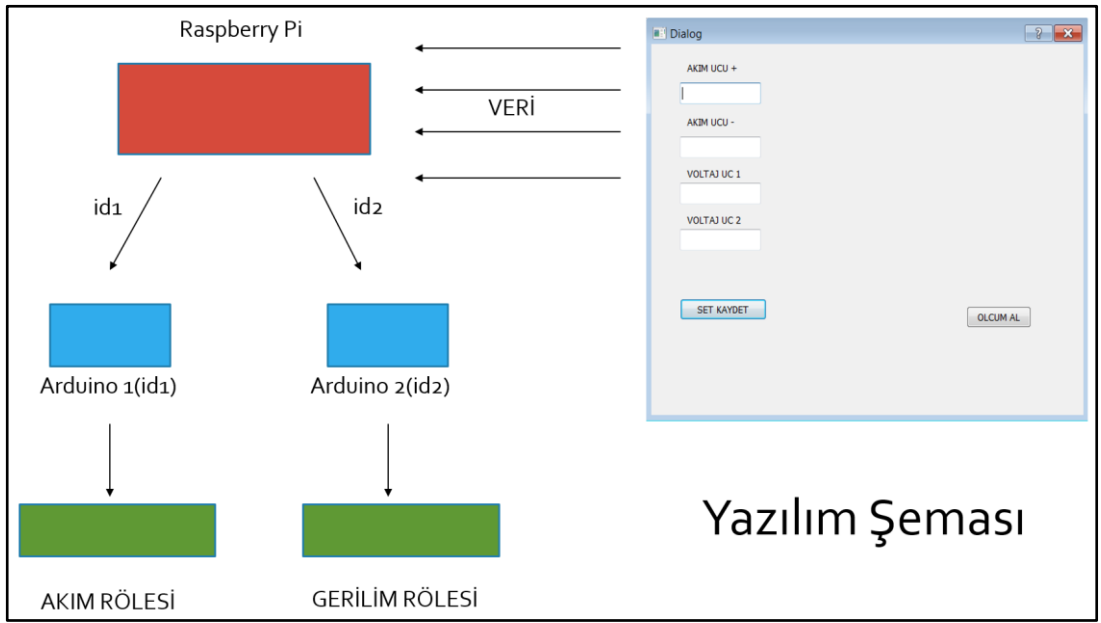 Raspberry Pi
VERİ
id1
id2
Arduino 1(id1)
Arduino 2(id2)
AKIM RÖLESİ
GERİLİM RÖLESİ
Dialog
?
AKIM UCU +
AKIM UCU -
VOLTAJ UC 1
VOLTAJ UC 2
SET KAYDET
OLCUM AL
Yazılım Şeması